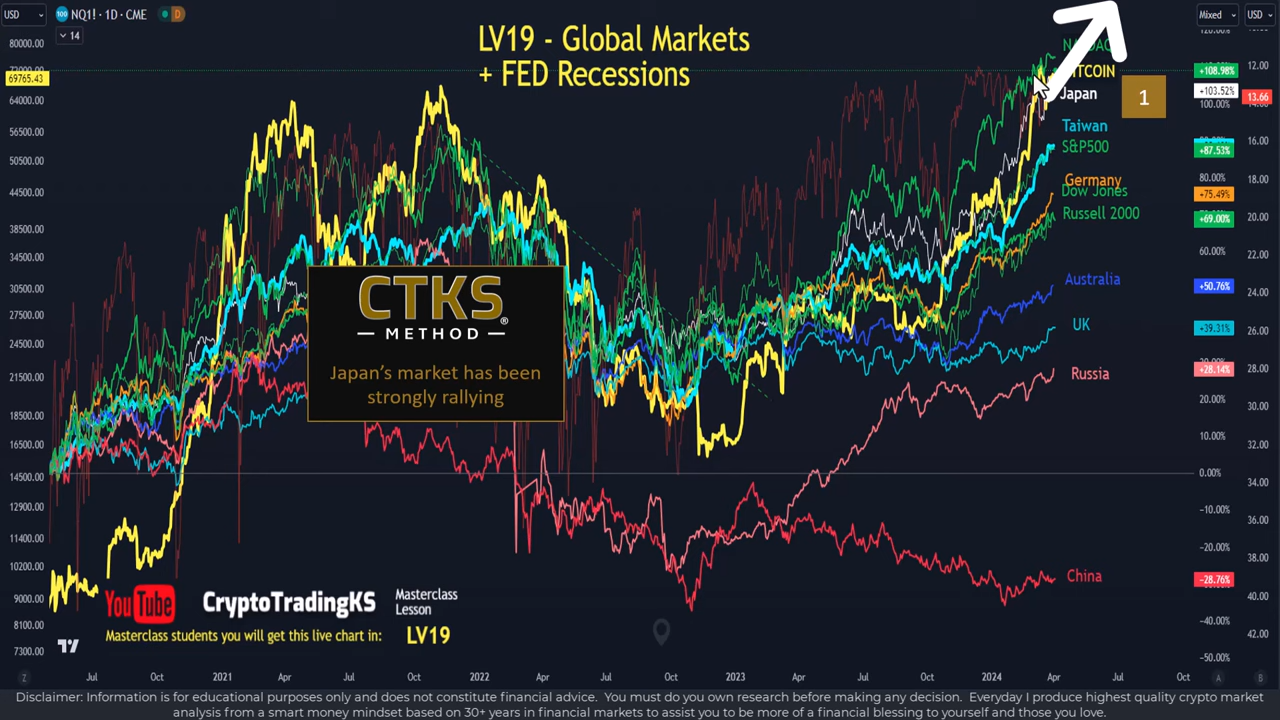 USD
NQ1! · 1D · CME
D
14
LV19 - Global Markets
+ FED Recessions
Mixed
USD
80000.00
69765.43
64000.00
56500.00
50500.00
44500.00
38500.00
34500.00
30500.00
27500.00
24500.00
21500.00
18500.00
16500.00
14500.00
12900.00
11400.00
10200.00
9000.00
8100.00
7300.00
BITCOIN
Japan
1
Taiwan
S&P500
Germany
Dow Jones
Russell 2000
Australia
UK
Russia
China
+108.98%
+103.52%
100.00%
+87.53%
80.00%
+75.49%
+69.00%
60.00%
+50.76%
+39.31%
+28.14%
20.00%
10.00%
0.00%
-10.00%
-20.00%
-28.76%
-40.00%
-50.00%
12.00
13.66
16.00
18.00
20.00
22.00
24.00
26.00
28.00
30.00
32.00
34.00
36.00
38.00
40.00
42.00
CTKS®
METHOD
Japan's market has been
strongly rallying
YouTube
CryptoTradingKS
Masterclass
Lesson
Masterclass students you will get this live chart in:
LV19
Z
Jul
Oct
2021
Apr
Jul
Oct
2022
Apr
Jul
Oct
2023
Apr
Jul
Oct
2024
Apr
Jul
Oct
A
L
Disclaimer: Information is for educational purposes only and does not constitute financial advice. You must do you own research before making any decision. Everyday I produce highest quality crypto market
analysis from a smart money mindset based on 30+ years in financial markets to assist you to be more of a financial blessing to yourself and those you love.